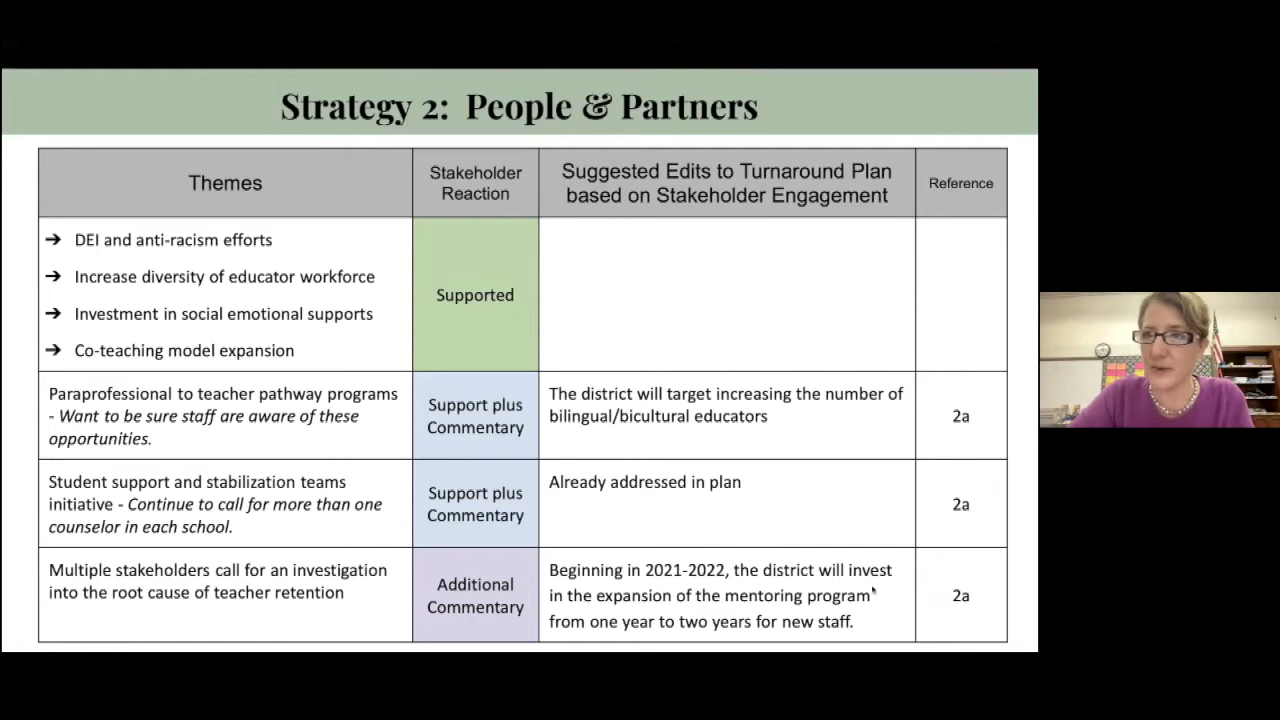 Strategy 2: People & Partners
Themes
Stakeholder
Reaction
Suggested Edits to Turnaround Plan
based on Stakeholder Engagement
Reference
➔ DEI and anti-racism efforts
➔ Increase diversity of educator workforce
➔ Investment in social emotional supports
➔ Co-teaching model expansion
Supported
Paraprofessional to teacher pathway programs
- Want to be sure staff are aware of these
opportunities.
Support plus
Commentary
The district will target increasing the number of
bilingual/bicultural educators
2a
Student support and stabilization teams
initiative - Continue to call for more than one
counselor in each school.
Support plus
Commentary
Already addressed in plan
2a
Multiple stakeholders call for an investigation
into the root cause of teacher retention
Additional
Commentary
Beginning in 2021-2022, the district will invest
in the expansion of the mentoring program
from one year to two years for new staff.
2a